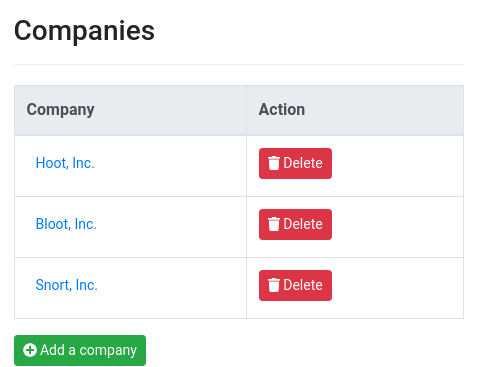 Companies
Company Action
Hoot, Inc. Delete
Bloot, Inc. Delete
Snort, Inc. Delete
Add a company